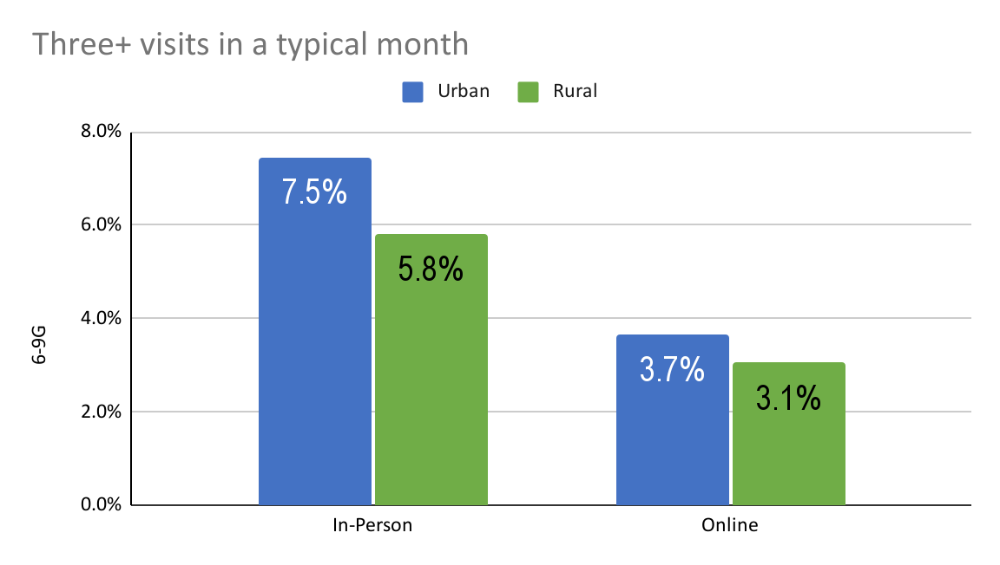 Three+ visits in a typical month
Urban Rural
8.0%
6.0%
4.0%
2.0%
0.0%
6-9G
7.5%
5.8%
3.7%
3.1%
In-Person Online